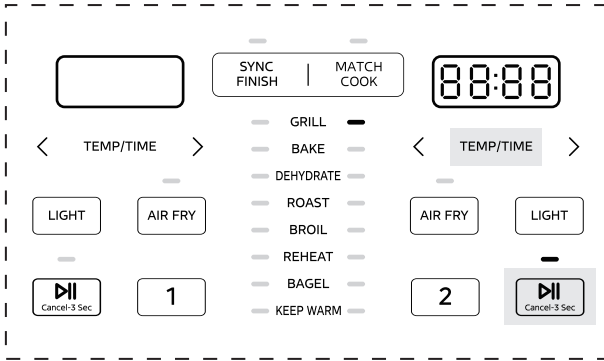 SYNC FINISH | MATCH COOK
88:88
GRILL
< TEMP/TIME >
BAKE
< TEMP/TIME >
DEHYDRATE
ROAST
LIGHT
AIR FRY
BROIL
AIR FRY
LIGHT
REHEAT
BAGEL
Cancel-3 Sec
1
2
Cancel-3 Sec
KEEP WARM